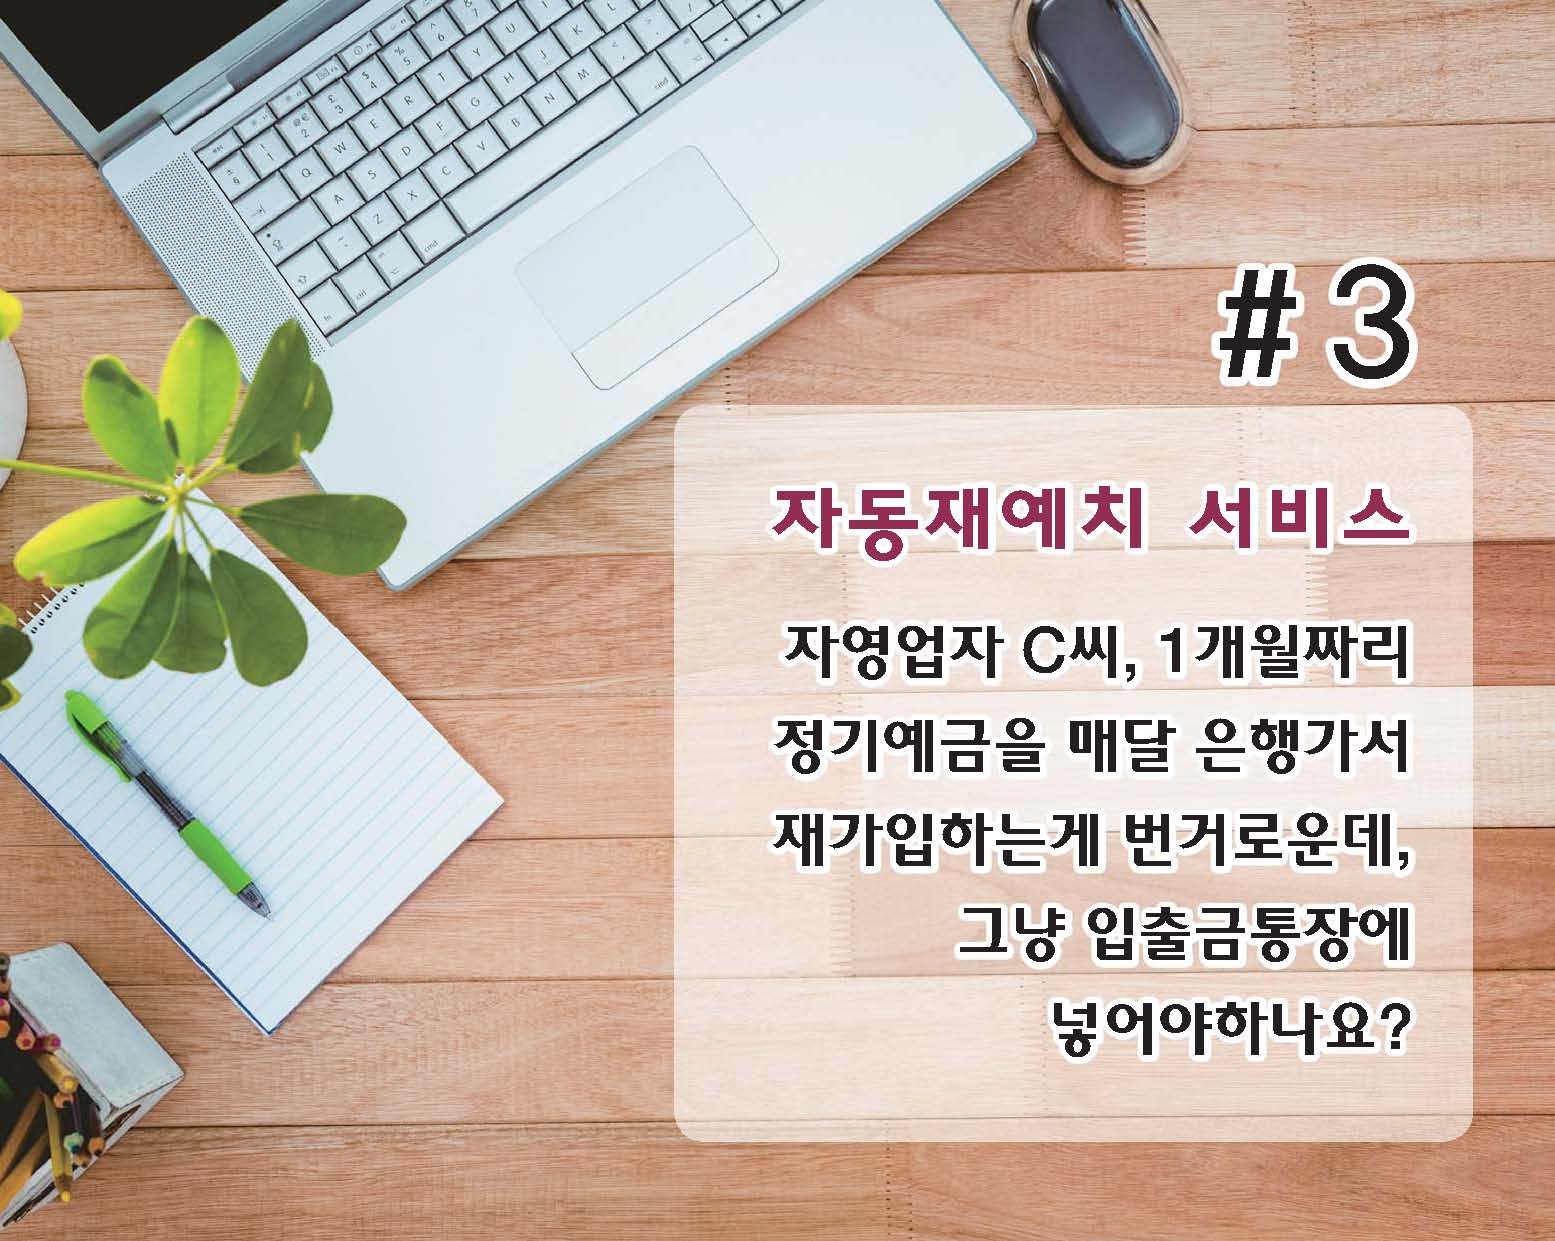 #3
자동재예치 서비스
자영업자 C씨, 1개월짜리
정기예금을 매달 은행가서
재가입하는게 번거로운데,
그냥 입출금통장에
넣어야하나요?